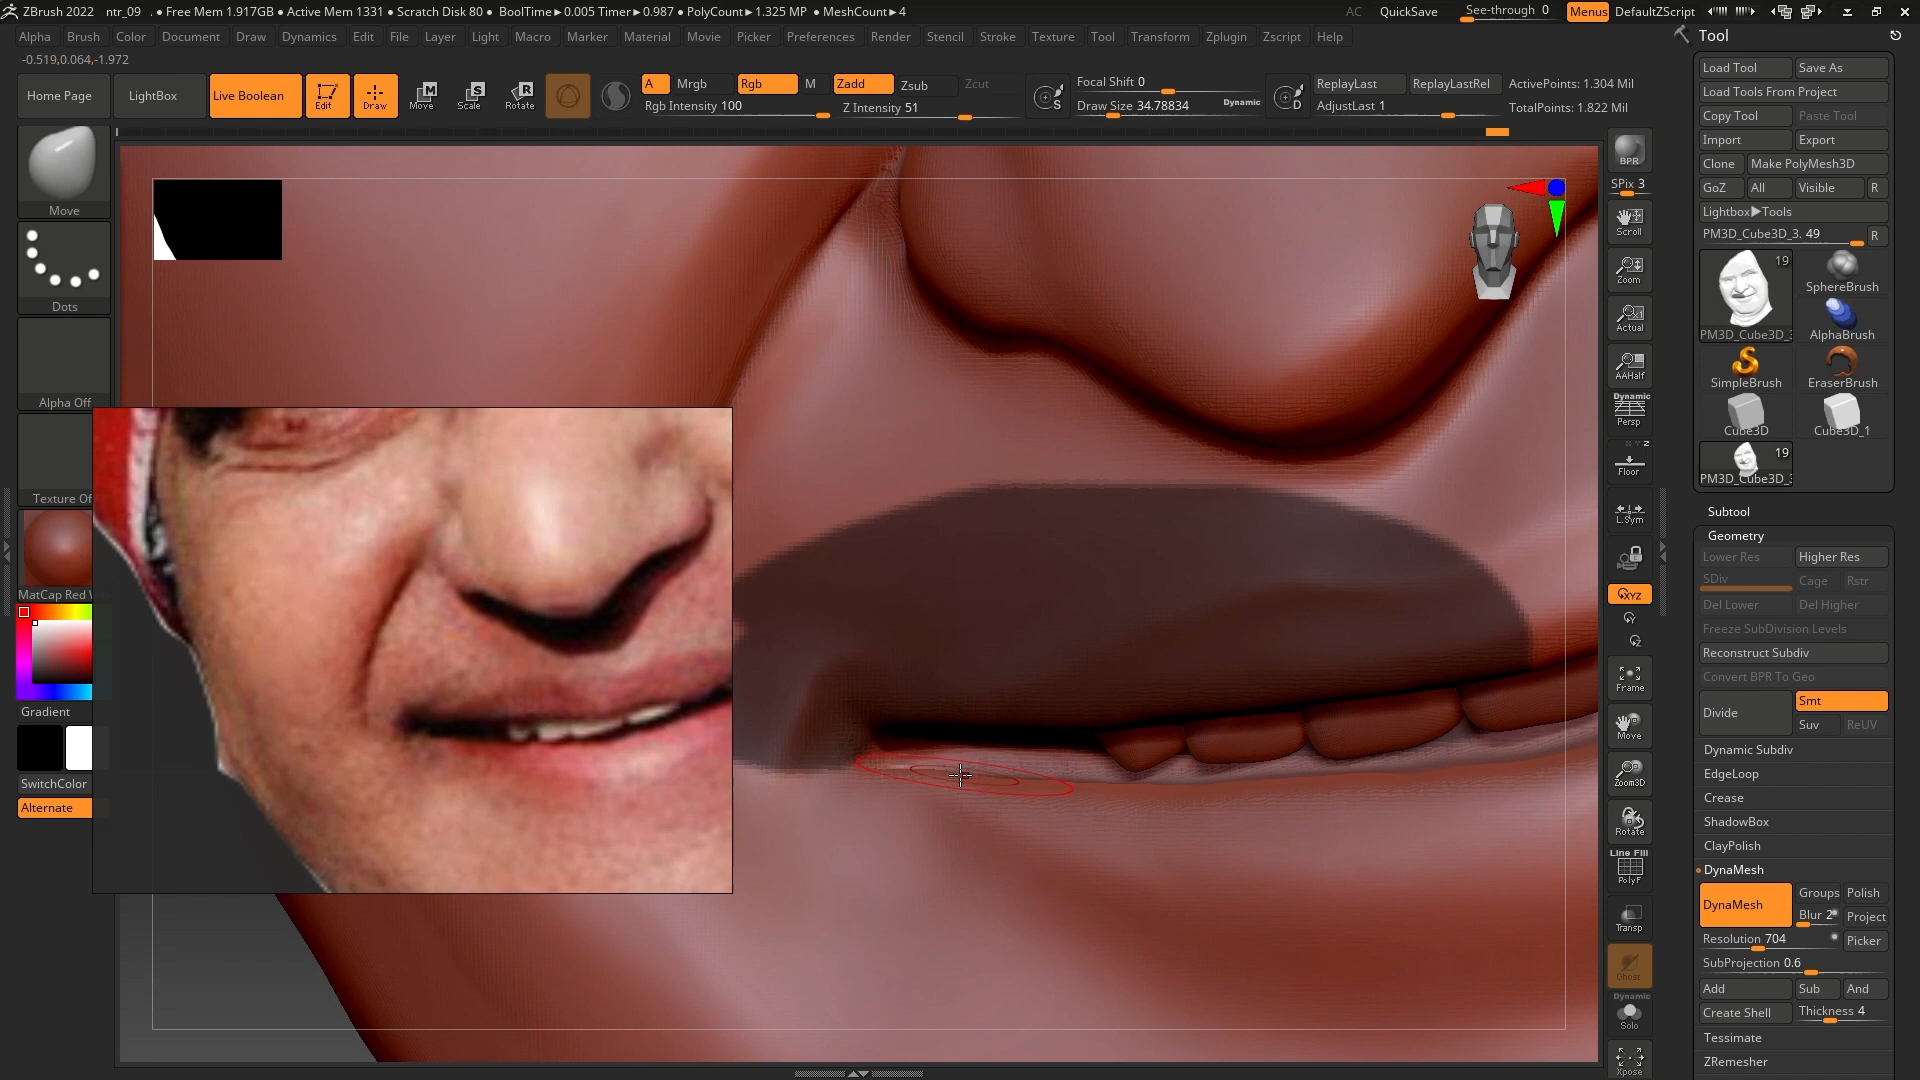 ZBrush 2022 ntr_09 . • Free Mem 1.917GB • Active Mem 1331 • Scratch Disk 80 • BoolTime►0.005 Timer►0.987 • PolyCount►1.325 MP • MeshCount►4 AC QuickSave See-through 0 Menus DefaultZScript
Alpha Brush Color Document Draw Dynamics Edit File Layer Light Macro Marker Material Movie Picker Preferences Render Stencil Stroke Texture Tool Transform Zplugin Zscript Help
-0.519,0.064,-1.972
Home Page LightBox Live Boolean Edit Draw Move Scale Rotate
A Mrgb Rgb M Zadd Zsub Zcut
Rgb Intensity 100 Z Intensity 51
S Focal Shift 0
Draw Size 34.78834 Dynamic
D ReplayLast ReplayLastRel ActivePoints: 1.304 Mil
AdjustLast 1 TotalPoints: 1.822 Mil
Move
Dots
Alpha Off
Texture Of
MatCap Red W
Gradient
SwitchColor
Alternate
BPR
SPix 3
Scroll
Zoom
Actual
AAHalf
Dynamic
Persp
Floor
L.Sym
XYZ
Y
Z
Frame
Move
Zoom3D
Rotate
Line Fill
PolyF
Transp
Ghost
Dynamic
Solo
Xpose
Tool
Load Tool Save As
Load Tools From Project
Copy Tool Paste Tool
Import Export
Clone Make PolyMesh3D
GoZ All Visible R
Lightbox►Tools
PM3D_Cube3D_3. 49 R
19
SphereBrush
PM3D_Cube3D_3 AlphaBrush
SimpleBrush EraserBrush
Cube3D Cube3D_1
19
PM3D_Cube3D_3
Subtool
Geometry
Lower Res Higher Res
SDiv Cage Rstr
Del Lower Del Higher
Freeze SubDivision Levels
Reconstruct Subdiv
Convert BPR To Geo
Divide Smt
Suv ReUV
Dynamic Subdiv
EdgeLoop
Crease
ShadowBox
ClayPolish
DynaMesh
DynaMesh Groups Polish
Blur 2 Project
Resolution 704 Picker
SubProjection 0.6
Add Sub And
Create Shell Thickness 4
Tessimate
ZRemesher